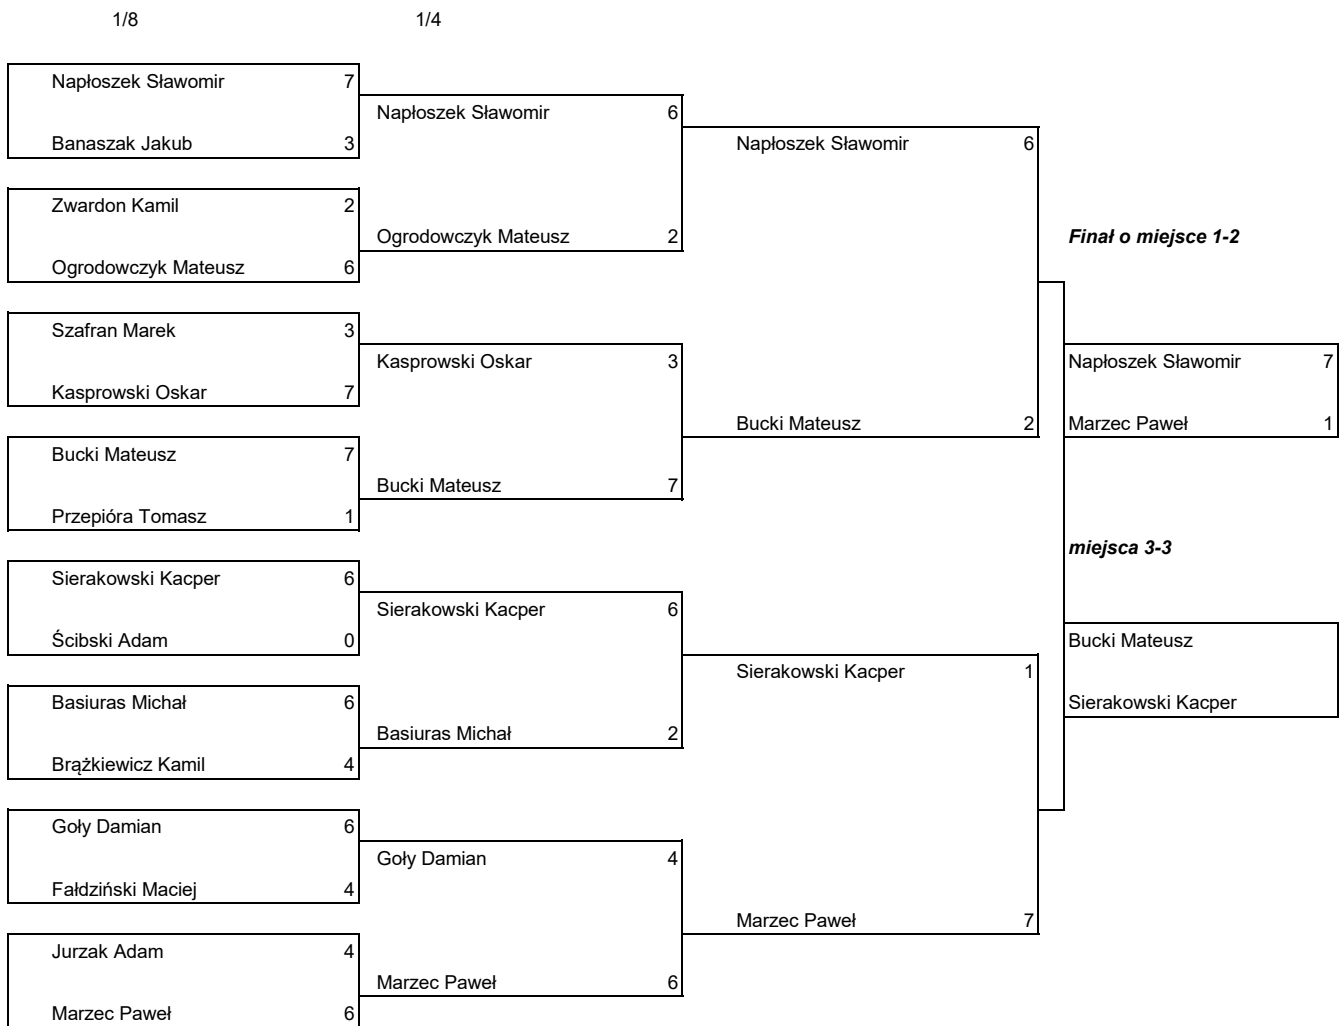 1/8 1/4
Napłoszek Sławomir 7
Napłoszek Sławomir 6
Banaszak Jakub 3 Napłoszek Sławomir 6
Zwardon Kamil 2
Ogrodowczyk Mateusz 2 Finał o miejsce 1-2
Ogrodowczyk Mateusz 6
Szafran Marek 3
Kasprowski Oskar 3 Napłoszek Sławomir 7
Kasprowski Oskar 7
Bucki Mateusz 2 Marzec Paweł 1
Bucki Mateusz 7
Bucki Mateusz 7
Przepióra Tomasz 1
miejsca 3-3
Sierakowski Kacper 6
Sierakowski Kacper 6
Ścibski Adam 0 Bucki Mateusz
Sierakowski Kacper 1
Basiuras Michał 6 Sierakowski Kacper
Basiuras Michał 2
Brążkiewicz Kamil 4
Goły Damian 6
Goły Damian 4
Fałdziński Maciej 4
Marzec Paweł 7
Jurzak Adam 4
Marzec Paweł 6
Marzec Paweł 6